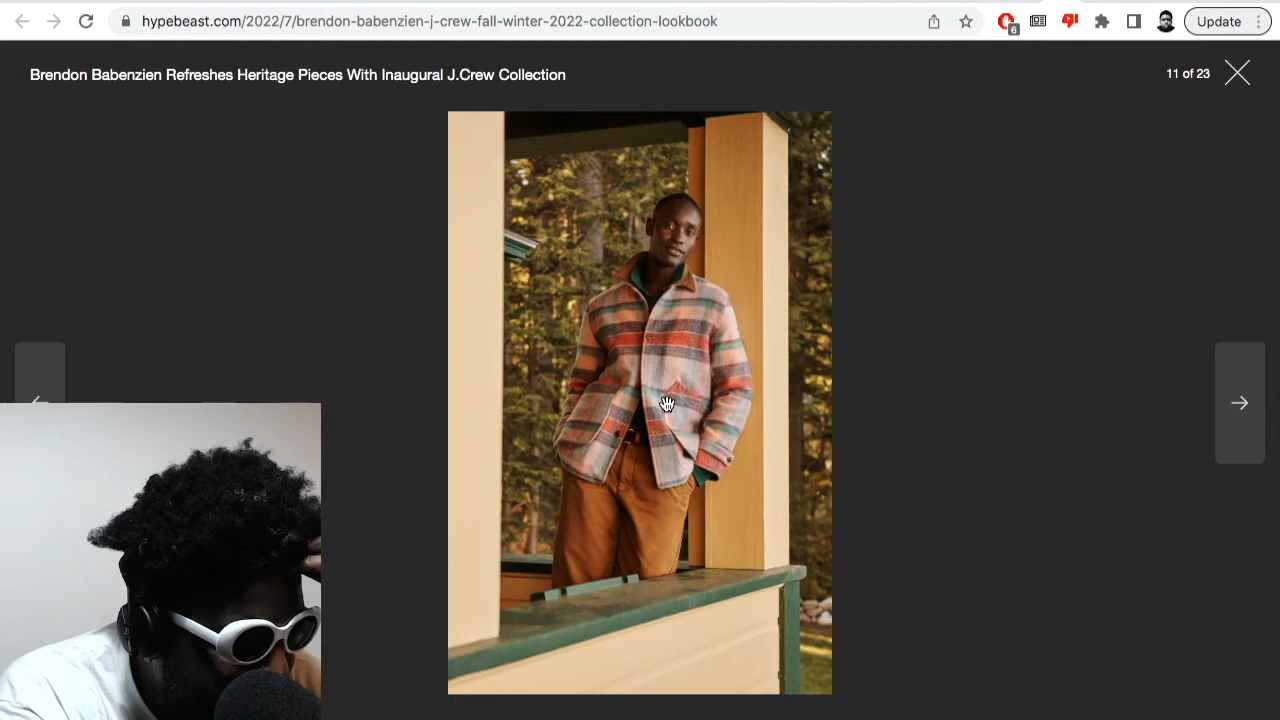 hypebeast.com/2022/7/brendon-babenzien-j-crew-fall-winter-2022-collection-lookbook
6
Update
Brendon Babenzien Refreshes Heritage Pieces With Inaugural J.Crew Collection
11 of 23